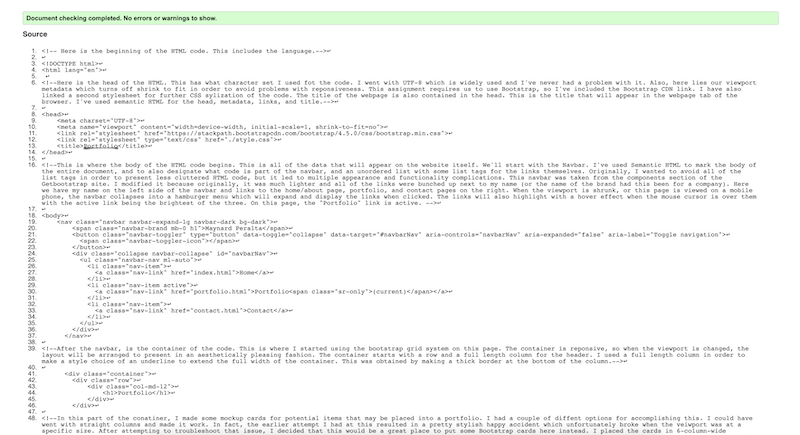 Document checking completed. No errors or warnings to show.
Source
1. <!-- Here is the beginning of the HTML code. This includes the language.-->↵
2. ↵
3. <!DOCTYPE html>↵
4. <html lang="en">↵
5. ↵
6. <!--Here is the head of the HTML. This has what character set I used fot the code. I went with UTF-8 which is widely used and I've never had a problem with it. Also, here lies our viewport
metadata which turns off shrink to fit in order to avoid problems with reponsiveness. This assignment requires us to use Bootstrap, so I've included the Bootstrap CDN link. I have also
linked a second stylesheet for further CSS sylization of the code. The title of the webpage is also contained in the head. This is the title that will appear in the webpage tab of the
browser. I've used semantic HTML for the head, metadata, links, and title.-->↵
7. ↵
8. <head>↵
9. <meta charset="UTF-8">↵
10. <meta name="viewport" content="width=device-width, initial-scale=1, shrink-to-fit=no">↵
11. <link rel="stylesheet" href="https://stackpath.bootstrapcdn.com/bootstrap/4.5.0/css/bootstrap.min.css">↵
12. <link rel="stylesheet" type="text/css" href="./style.css">↵
13. <title>Portfolio</title>↵
14. </head>↵
15. ↵
16. <!--This is where the body of the HTML code begins. This is all of the data that will appear on the website itself. We'll start with the Navbar. I've used Semantic HTML to mark the body of
the entire document, and to also designate what code is part of the navbar, and an unordered list with some list tags for the links themselves. Originally, I wanted to avoid all of the
list tags in order to present less cluttered HTML code, but it led to multiple appearance and functionality complications. This navbar was taken from the components section of the
Getbootstrap site. I modified it because originally, it was much lighter and all of the links were bunched up next to my name (or the name of the brand had this been for a company). Here
we have my name on the left side of the navbar and links to the home/about page, portfolio, and contact pages on the right. When the viewport is shrunk, or this page is viewed on a mobile
phone, the navbar collapses into a hamburger menu which will expand and display the links when clicked. The links will also highlight with a hover effect when the mouse cursor is over them
with the active link being the brightest of the three. On this page, the "Portfolio" link is active. -->↵
17. ↵
18. <body>↵
19. <nav class="navbar navbar-expand-lg navbar-dark bg-dark">↵
20. <span class="navbar-brand mb-0 h1">Maynard Peralta</span>↵
21. <button class="navbar-toggler" type="button" data-toggle="collapse" data-target="#navbarNav" aria-controls="navbarNav" aria-expanded="false" aria-label="Toggle navigation">↵
22. <span class="navbar-toggler-icon"></span>↵
23. </button>↵
24. <div class="collapse navbar-collapse" id="navbarNav">↵
25. <ul class="navbar-nav ml-auto">↵
26. <li class="nav-item">↵
27. <a class="nav-link" href="index.html">Home</a>↵
28. </li>↵
29. <li class="nav-item active">↵
30. <a class="nav-link" href="portfolio.html">Portfolio<span class="sr-only">(current)</span></a>↵
31. </li>↵
32. <li class="nav-item">↵
33. <a class="nav-link" href="contact.html">Contact</a>↵
34. </li>↵
35. </ul>↵
36. </div>↵
37. </nav>↵
38. ↵
39. <!--After the navbar, is the container of the code. This is where I started using the bootstrap grid system on this page. The container is reponsive, so when the viewport is changed, the
layout will be arranged to present in an aesthetically pleasing fashion. The container starts with a row and a full length column for the header. I used a full length column in order to
make a style choice of an underline to extend the full width of the container. This was obtained by making a thick border at the bottom of the column.-->↵
40. ↵
41. <div class="container">↵
42. <div class="row">↵
43. <div class="col-md-12">↵
44. <h1>Portfolio</h1>↵
45. </div>↵
46. </div>↵
47. ↵
48. <!--In this part of the conatiner, I made some mockup cards for potential items that may be placed into a portfolio. I had a couple of diffent options for accomplishing this. I could have
went with straight columns and made it work. In fact, the earlier attempt I had at this resulted in a pretty stylish happy accident which unfortunately broke when the veiwport was at a
specific size. After attempting to troubleshoot that issue, I decided that this would be a great place to put some Bootstrap cards here instead. I placed the cards in 6-column-wide